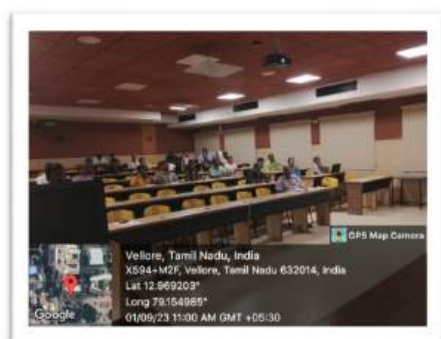 GPS Map Camera
Vellore, Tamil Nadu, India
X594+M2F, Vellore, Tamil Nadu 632014, India
Lat 12.969203°
Long 79.154985°
01/09/23 11:00 AM GMT +05:30
Google